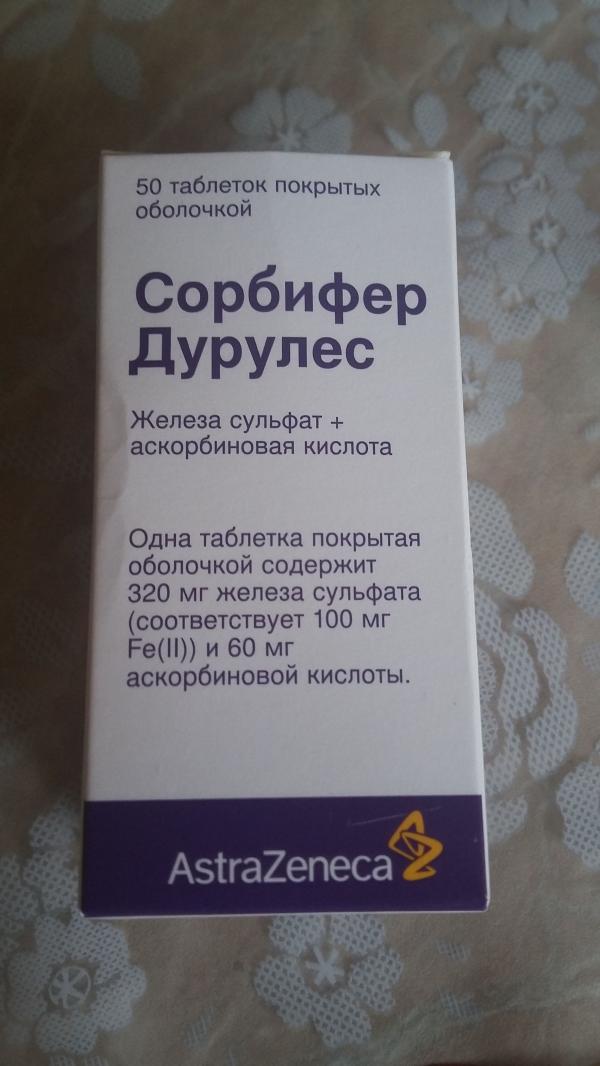 50 таблеток покрытых
оболочкой
Сорбифер
Дурулес
Железа сульфат +
аскорбиновая кислота
Одна таблетка покрытая
оболочкой содержит
320 мг железа сульфата
(соответствует 100 мг
Fe(II)) и 60 мг
аскорбиновой кислоты.
AstraZeneca